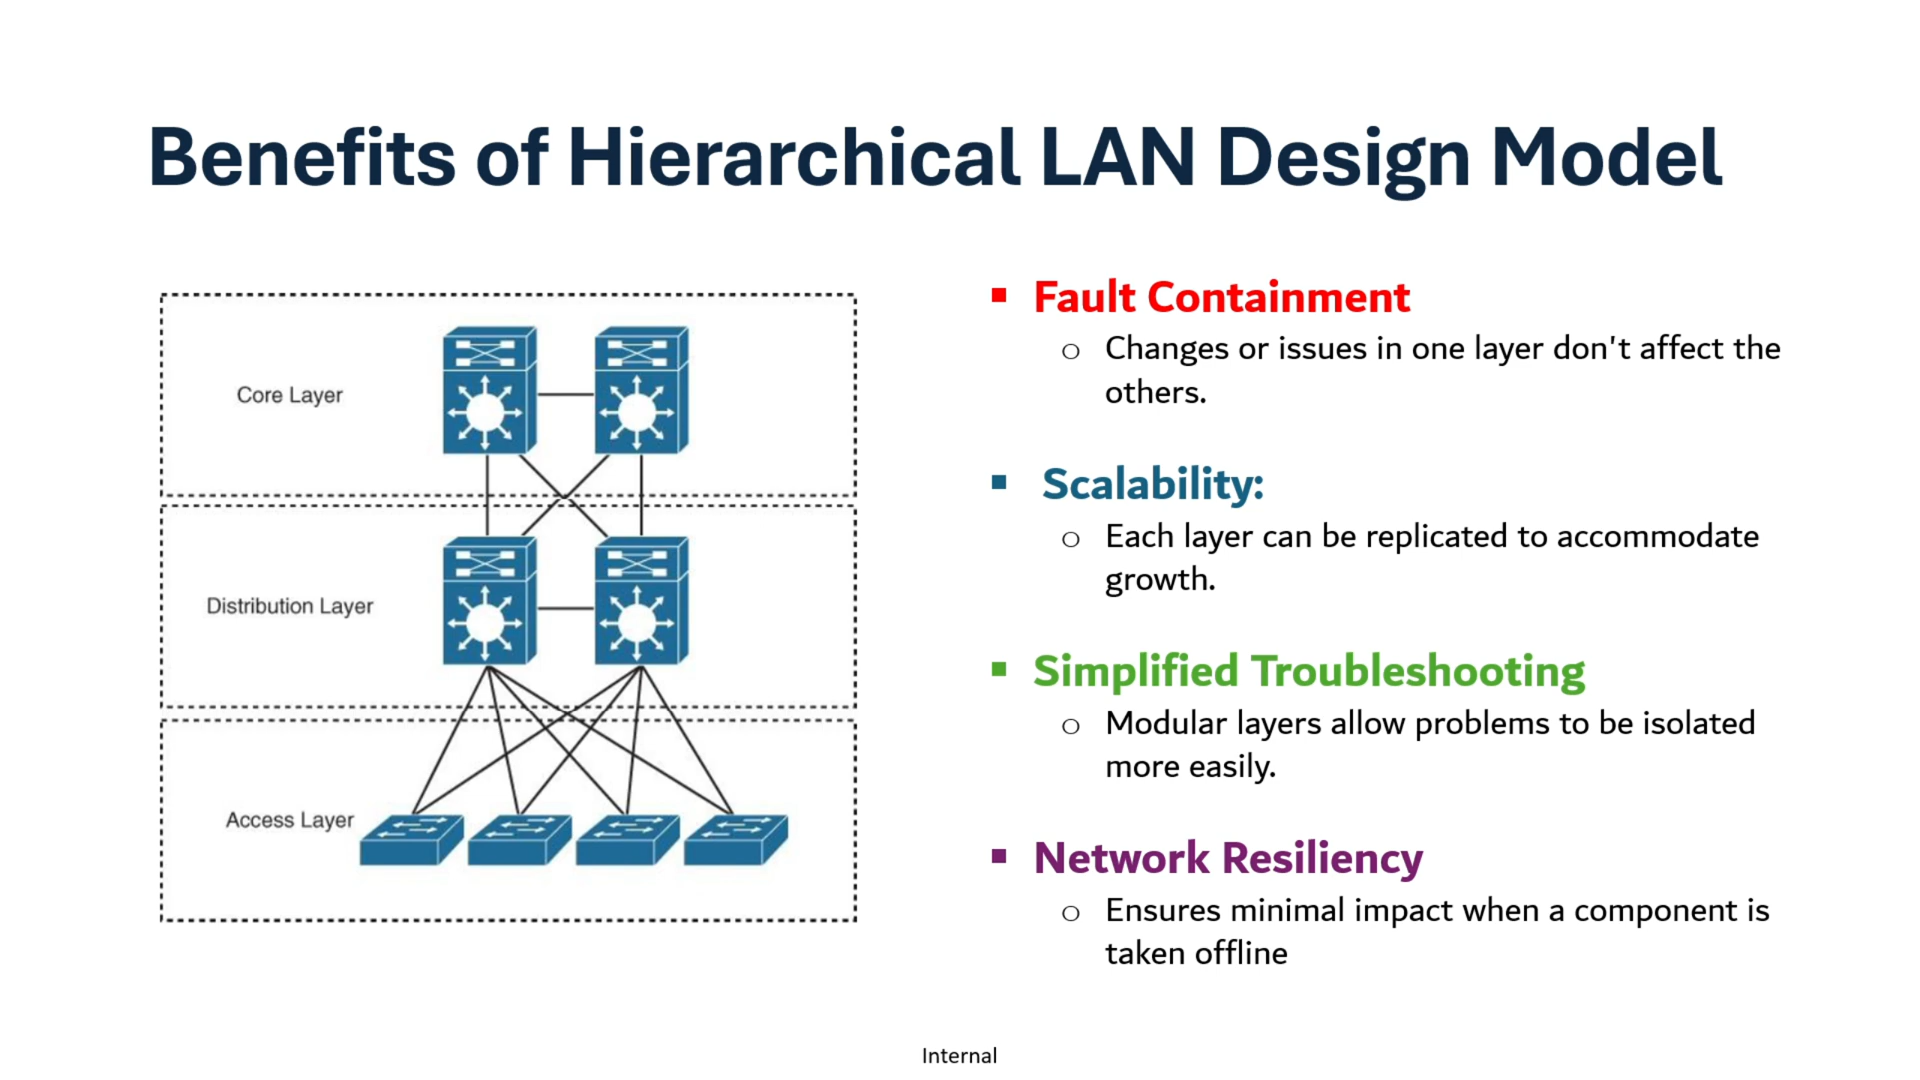 Benefits of Hierarchical LAN Design Model
Core Layer
Distribution Layer
Access Layer
▪ Fault Containment
o Changes or issues in one layer don't affect the
others.
▪ Scalability:
o Each layer can be replicated to accommodate
growth.
▪ Simplified Troubleshooting
o Modular layers allow problems to be isolated
more easily.
▪ Network Resiliency
o Ensures minimal impact when a component is
taken offline
Internal